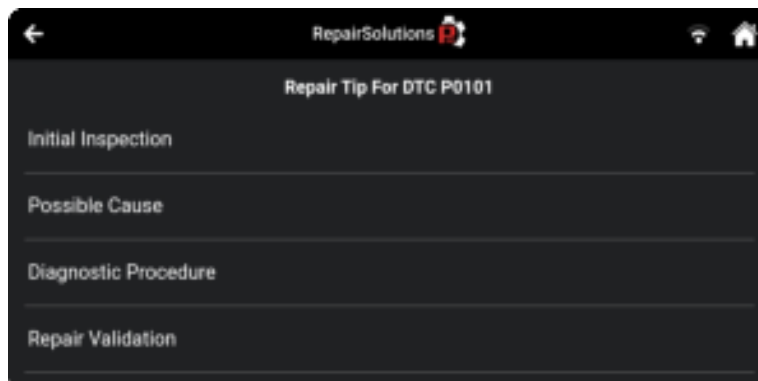 RepairSolutions
Repair Tip For DTC P0101
Initial Inspection
Possible Cause
Diagnostic Procedure
Repair Validation